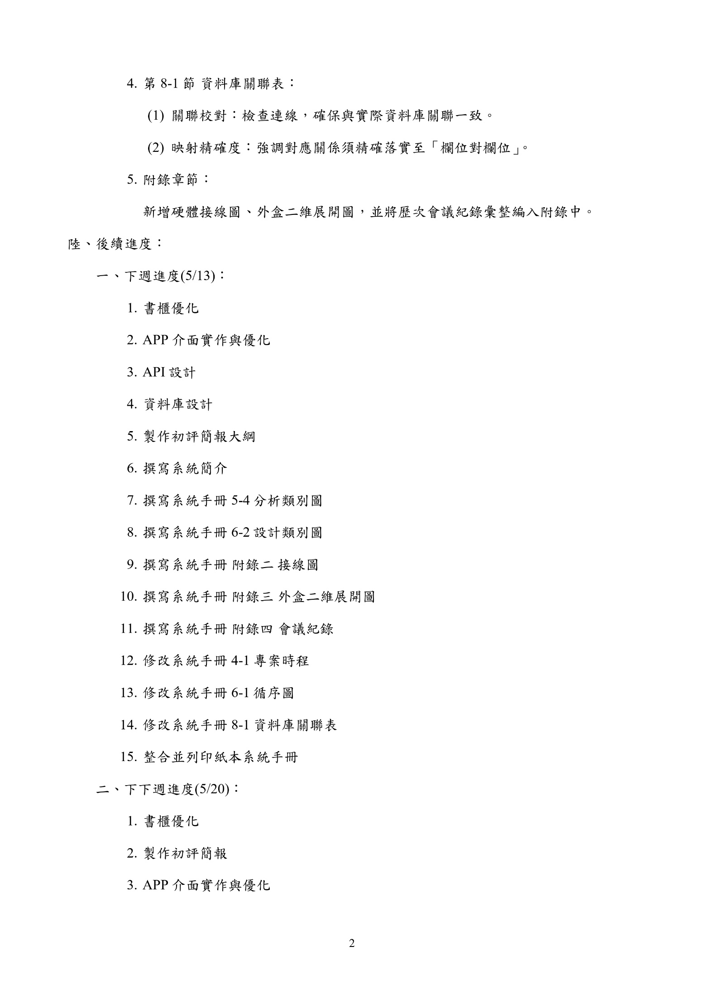 4. 第 8-1 節 資料庫關聯表：
(1) 關聯校對：檢查連線，確保與實際資料庫關聯一致。
(2) 映射精確度：強調對應關係須精確落實至「欄位對欄位」。
5. 附錄章節：
新增硬體接線圖、外盒二維展開圖，並將歷次會議紀錄彙整編入附錄中。
陸、後續進度：
一、下週進度(5/13)：
1. 書櫃優化
2. APP 介面實作與優化
3. API 設計
4. 資料庫設計
5. 製作初評簡報大綱
6. 撰寫系統簡介
7. 撰寫系統手冊 5-4 分析類別圖
8. 撰寫系統手冊 6-2 設計類別圖
9. 撰寫系統手冊 附錄二 接線圖
10. 撰寫系統手冊 附錄三 外盒二維展開圖
11. 撰寫系統手冊 附錄四 會議紀錄
12. 修改系統手冊 4-1 專案時程
13. 修改系統手冊 6-1 循序圖
14. 修改系統手冊 8-1 資料庫關聯表
15. 整合並列印紙本系統手冊
二、下下週進度(5/20)：
1. 書櫃優化
2. 製作初評簡報
3. APP 介面實作與優化
2